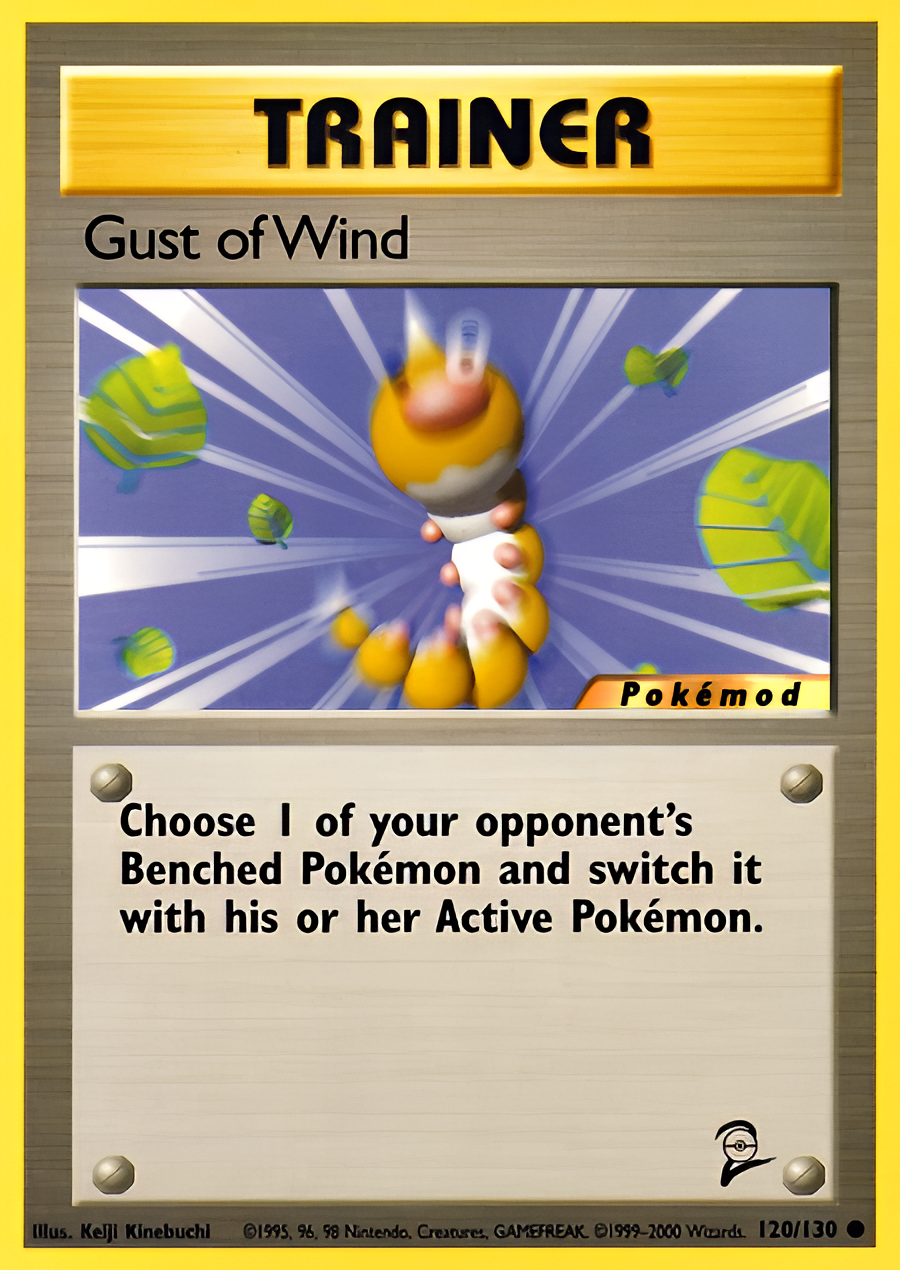 TRAINER
Gust of Wind
Pokémod
Choose 1 of your opponent's
Benched Pokémon and switch it
with his or her Active Pokémon.
Illus. Keiji Kinebuchi ©1995, 96, 98 Nintendo, Creatures, GAMEFREAK. ©1999–2000 Wizards. 120/130